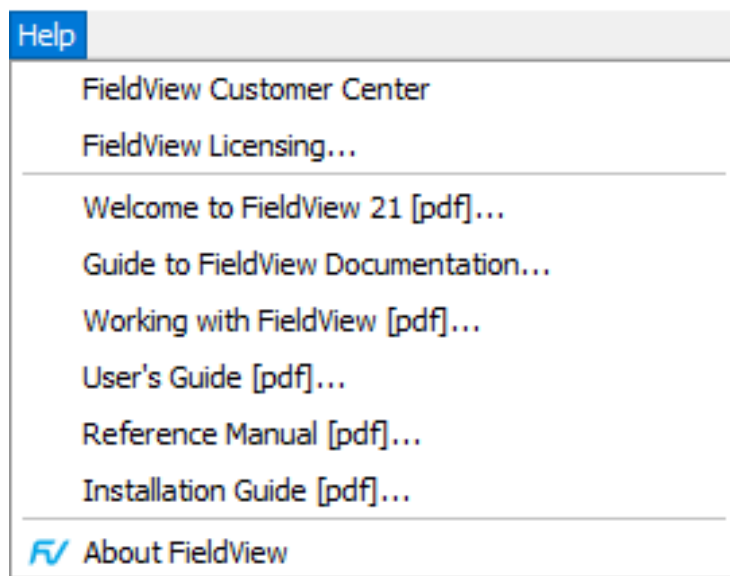 Help
FieldView Customer Center
FieldView Licensing...
Welcome to FieldView 21 [pdf]...
Guide to FieldView Documentation...
Working with FieldView [pdf]...
User's Guide [pdf]...
Reference Manual [pdf]...
Installation Guide [pdf]...
FV About FieldView